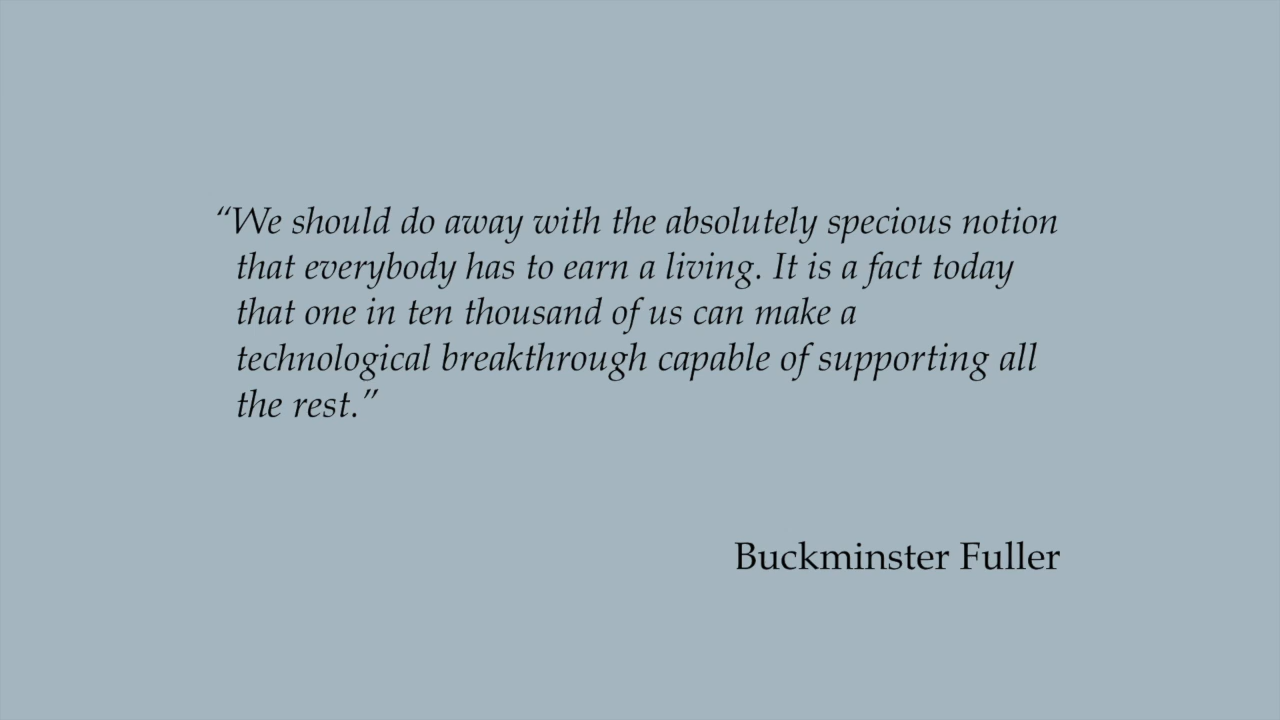 “We should do away with the absolutely specious notion
that everybody has to earn a living. It is a fact today
that one in ten thousand of us can make a
technological breakthrough capable of supporting all
the rest.”
Buckminster Fuller